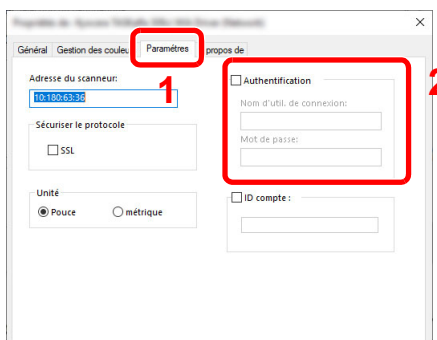 Général Gestion des couleu Paramétres propos de
1
2
Adresse du scanneur:
10:180:63:36
Sécuriser le protocole
SSL
Unité
Pouce métrique
Authentification
Nom d'util. de connexion:
Mot de passe:
ID compte :